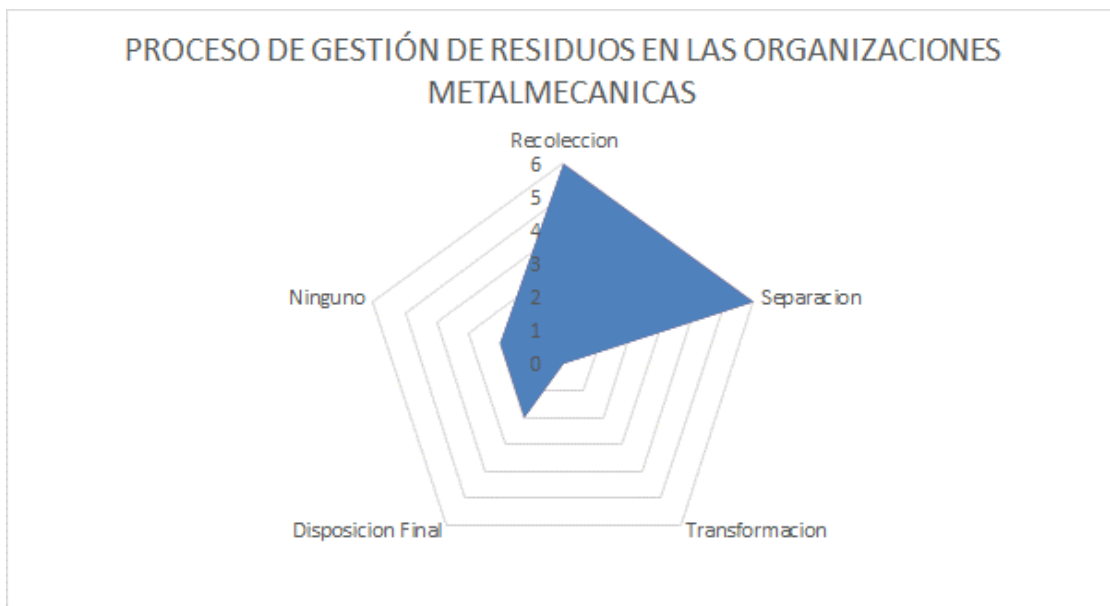 PROCESO DE GESTIÓN DE RESIDUOS EN LAS ORGANIZACIONES
METALMECANICAS
Recoleccion
6
5
4
3
2
1
0
Ninguno
Separacion
Disposicion Final
Transformacion